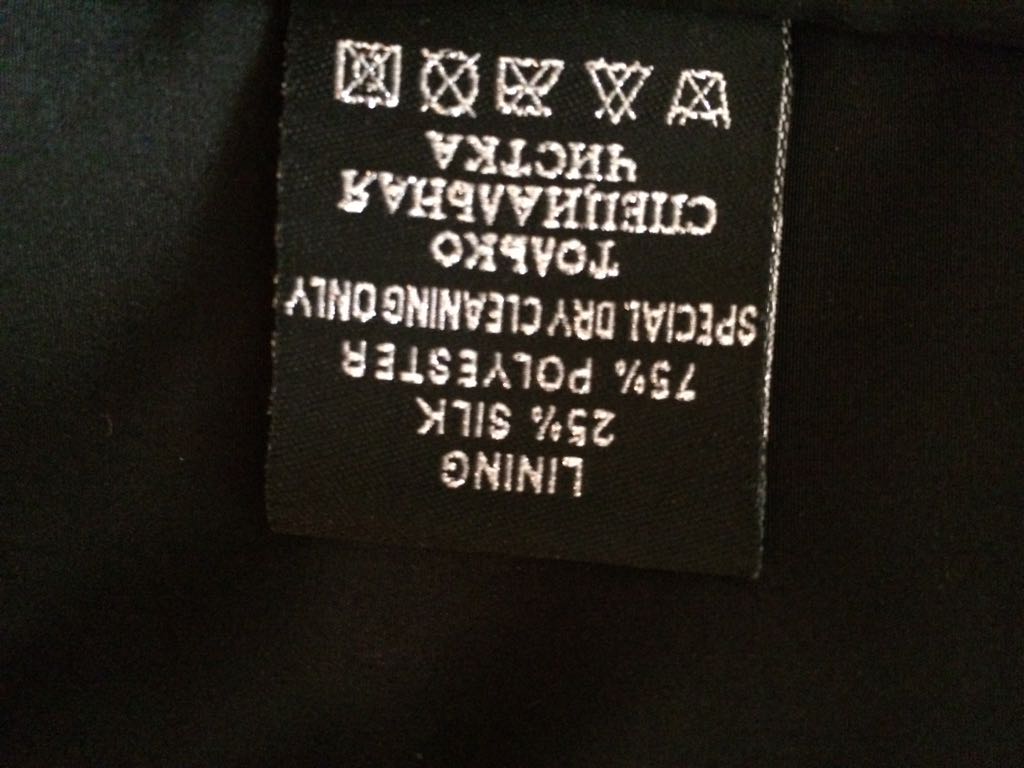 LINING
25% SILK
75% POLYESTER
SPECIAL DRY CLEANING ONLY
ТОЛЬКО
СПЕЦИАЛЬНАЯ
ЧИСТКА